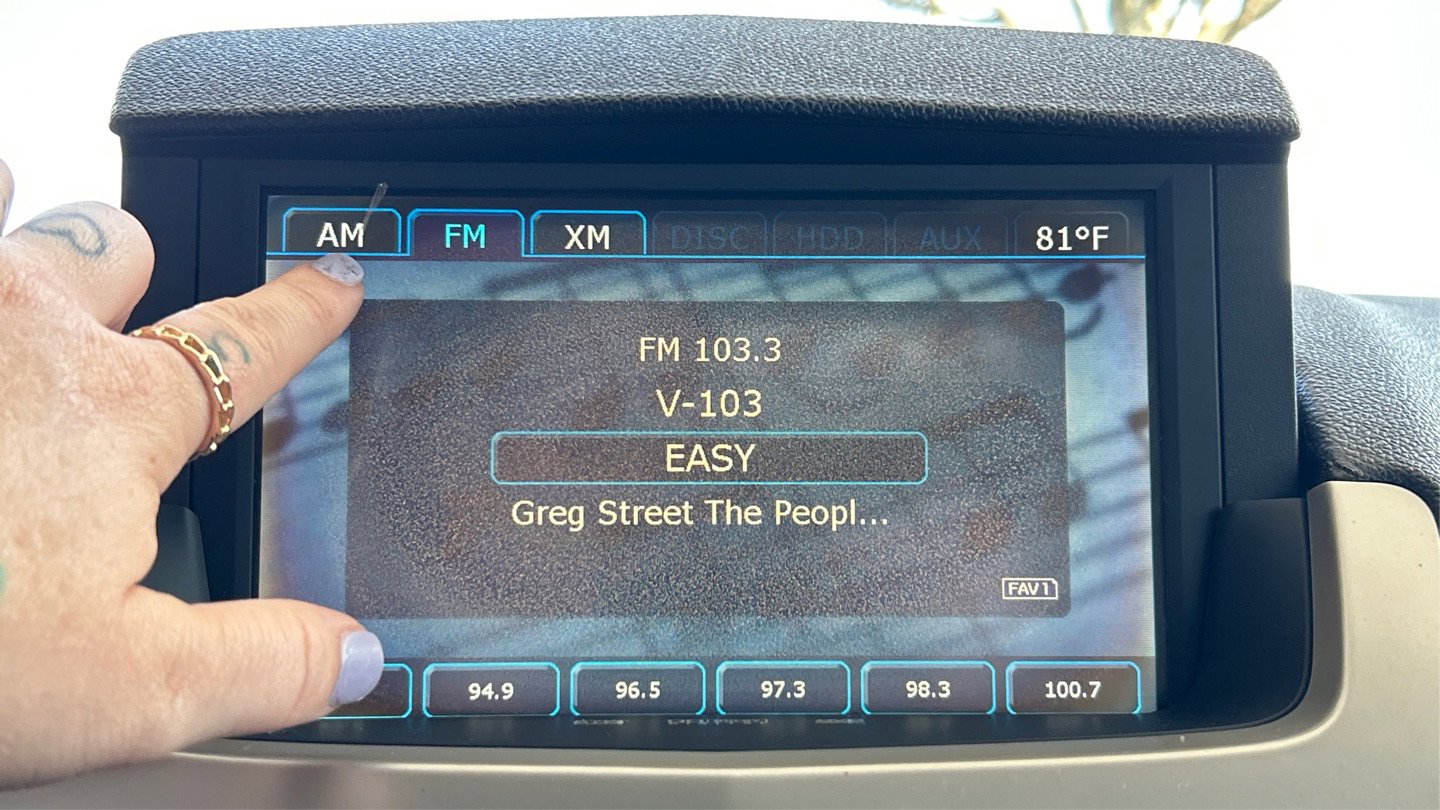 AM FM XM DISC HDD AUX 81°F
FM 103.3
V-103
EASY
Greg Street The Peopl...
FAV1
94.9 96.5 97.3 98.3 100.7